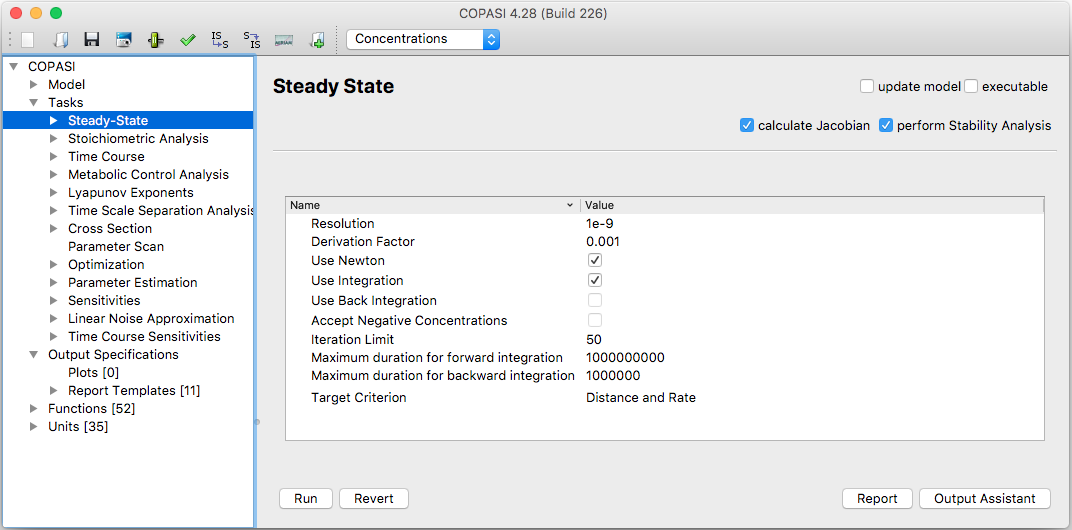 COPASI 4.28 (Build 226)
IS S S IS Concentrations
COPASI
Model
Tasks
Steady-State
Stoichiometric Analysis
Time Course
Metabolic Control Analysis
Lyapunov Exponents
Time Scale Separation Analysis
Cross Section
Parameter Scan
Optimization
Parameter Estimation
Sensitivities
Linear Noise Approximation
Time Course Sensitivities
Output Specifications
Plots [0]
Report Templates [11]
Functions [52]
Units [35]
Steady State
update model executable
calculate Jacobian perform Stability Analysis
Name Value
Resolution 1e-9
Derivation Factor 0.001
Use Newton
Use Integration
Use Back Integration
Accept Negative Concentrations
Iteration Limit 50
Maximum duration for forward integration 1000000000
Maximum duration for backward integration 1000000
Target Criterion Distance and Rate
Run Revert Report Output Assistant